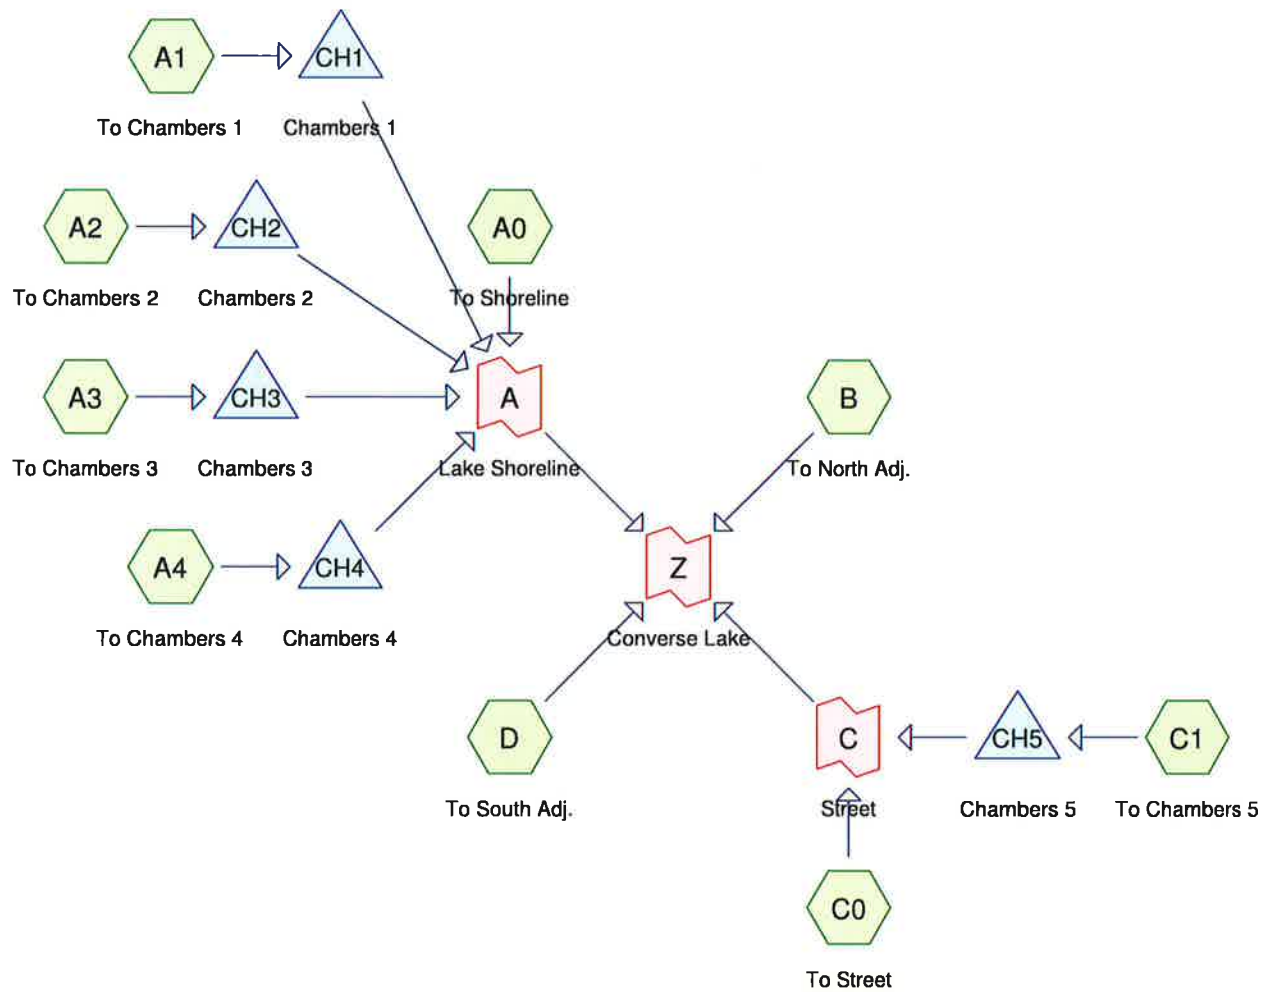 A1
CH1
To Chambers 1
Chambers 1
A2
CH2
A0
To Chambers 2
Chambers 2
To Shoreline
A3
CH3
A
B
To Chambers 3
Chambers 3
Lake Shoreline
To North Adj.
A4
CH4
Z
To Chambers 4
Chambers 4
Converse Lake
D
C
CH5
C1
To South Adj.
Street
Chambers 5
To Chambers 5
C0
To Street